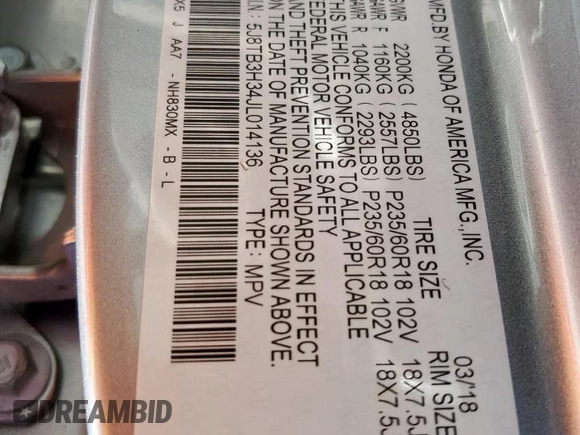 MFD.BY HONDA OF AMERICA MFG.,INC. 03/18
GVWR 2200KG (4850LBS) TIRE SIZE RIM SIZE
GAWR F 1160KG (2557LBS) P235/60R18 102V 18X7.5J
GAWR R 1040KG (2293LBS) P235/60R18 102V 18X7.5J
THIS VEHICLE CONFORMS TO ALL APPLICABLE
FEDERAL MOTOR VEHICLE SAFETY
AND THEFT PREVENTION STANDARDS IN EFFECT
ON THE DATE OF MANUFACTURE SHOWN ABOVE.
5J8TB3H34JL014136 TYPE: MPV
X5 J AA7 - NH830MX - B - L
DREAMBID